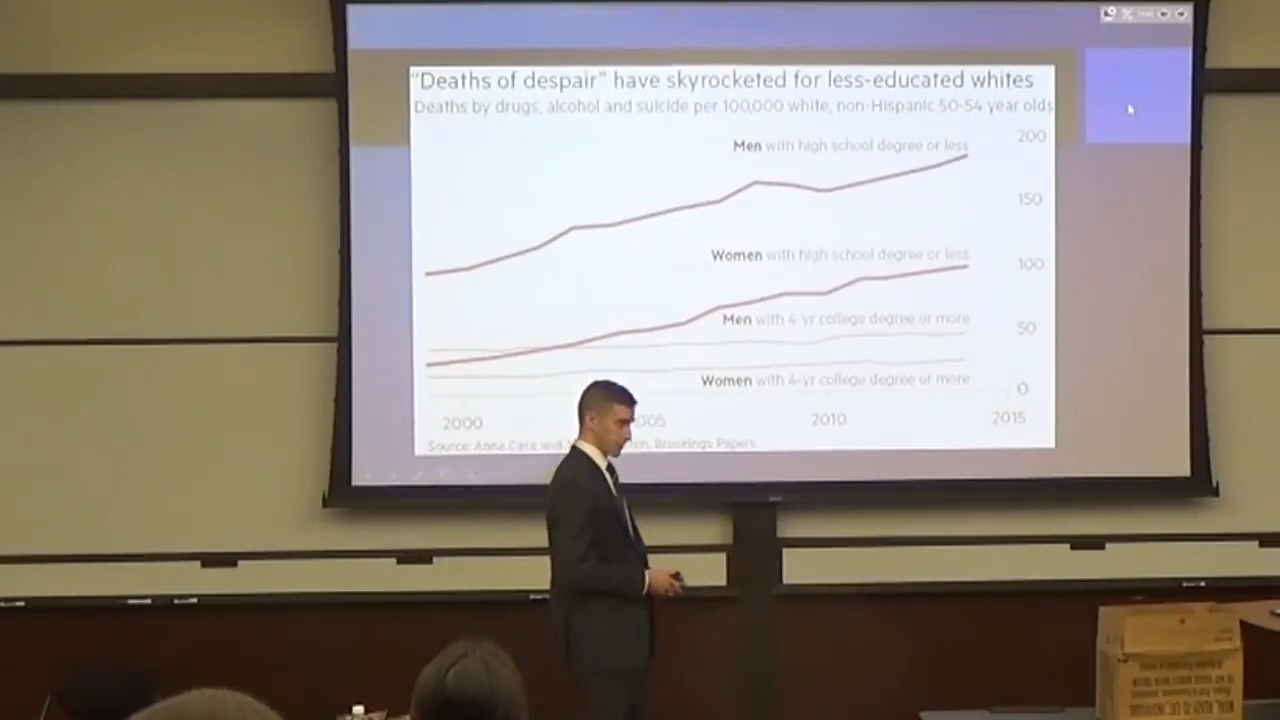 “Deaths of despair” have skyrocketed for less-educated whites
Deaths by drugs, alcohol and suicide per 100,000 white, non-Hispanic 50-54 year olds
200
Men with high school degree or less
150
Women with high school degree or less
100
Men with 4-yr college degree or more
50
Women with 4-yr college degree or more
0
2000
005
2010
2015
Source: Anne Case and
ton, Brookings Papers